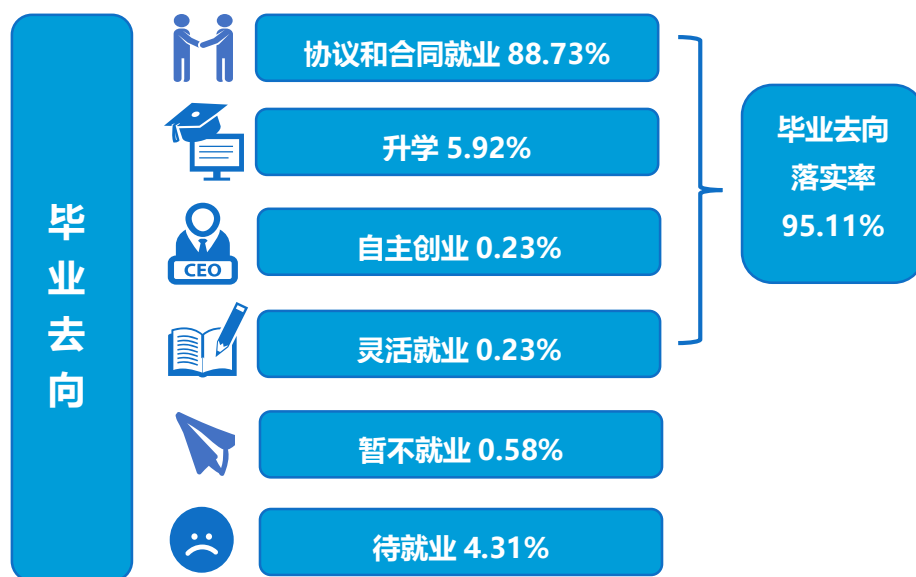 毕业去向
协议和合同就业 88.73%
升学 5.92%
CEO
自主创业 0.23%
灵活就业 0.23%
暂不就业 0.58%
待就业 4.31%
毕业去向
落实率
95.11%